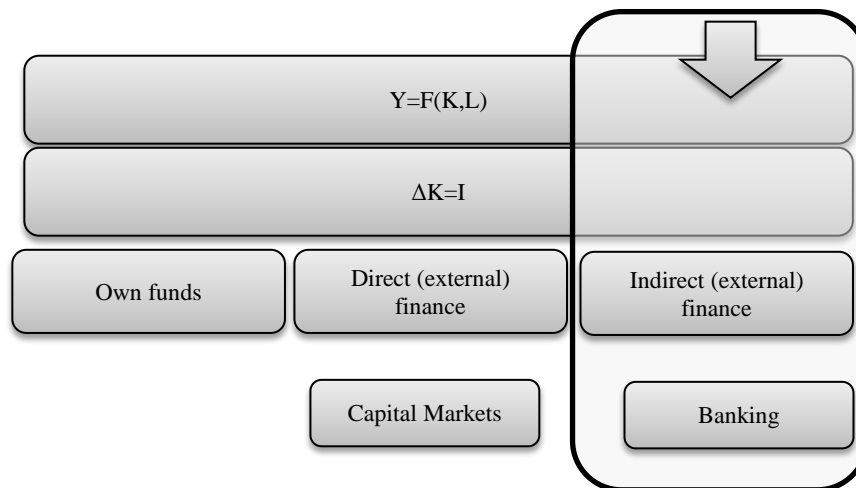 Y=F(K,L)
ΔK=I
Own funds
Direct (external)
finance
Indirect (external)
finance
Capital Markets
Banking